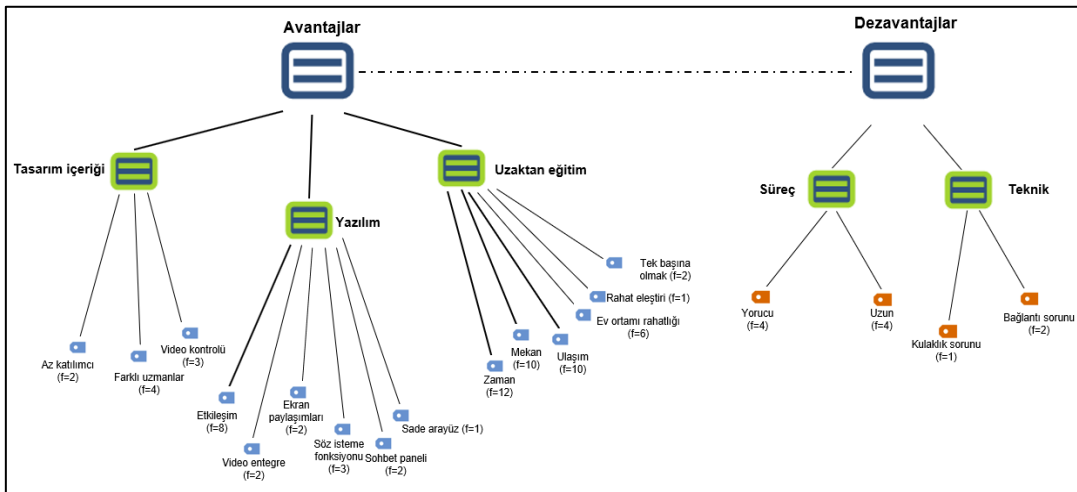 Avantajlar
Dezavantajlar
Tasarım içeriği
Uzaktan eğitim
Süreç
Teknik
Yazılım
Tek başına
olmak (f=2)
Rahat eleştiri (f=1)
Ev ortamı rahatlığı
(f=6)
Yorucu
(f=4)
Uzun
(f=4)
Bağlantı sorunu
(f=2)
Kulaklık sorunu
(f=1)
Video kontrolü
(f=3)
Az katılımcı
(f=2)
Farklı uzmanlar
(f=4)
Mekan
(f=10)
Ulaşım
(f=10)
Zaman
(f=12)
Etkileşim
(f=8)
Ekran
paylaşımları
(f=2)
Sade arayüz (f=1)
Video entegre
(f=2)
Söz isteme
fonksiyonu
(f=3)
Sohbet paneli
(f=2)